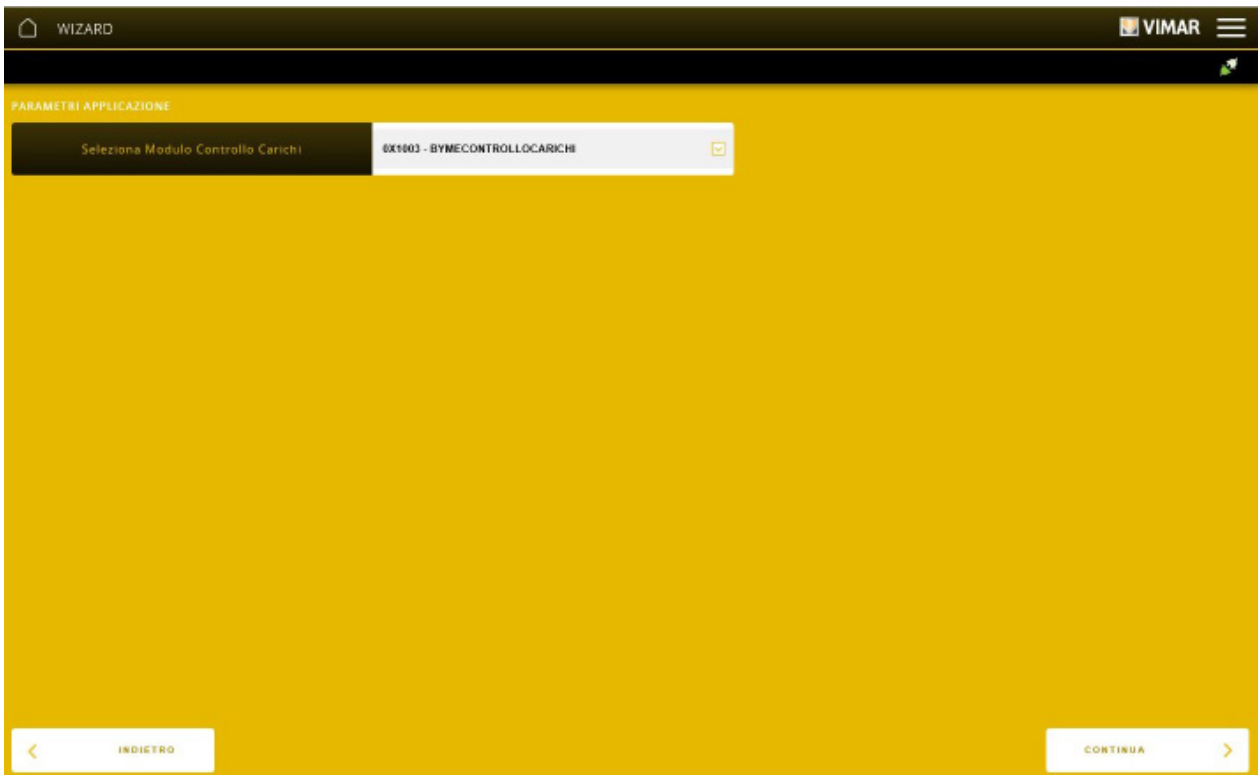 WIZARD
VIMAR
PARAMETRI APPLICAZIONE
Seleziona Modulo Controllo Carichi
0X1003 - BYMECONTROLLOCARICHI
INDIETRO
CONTINUA